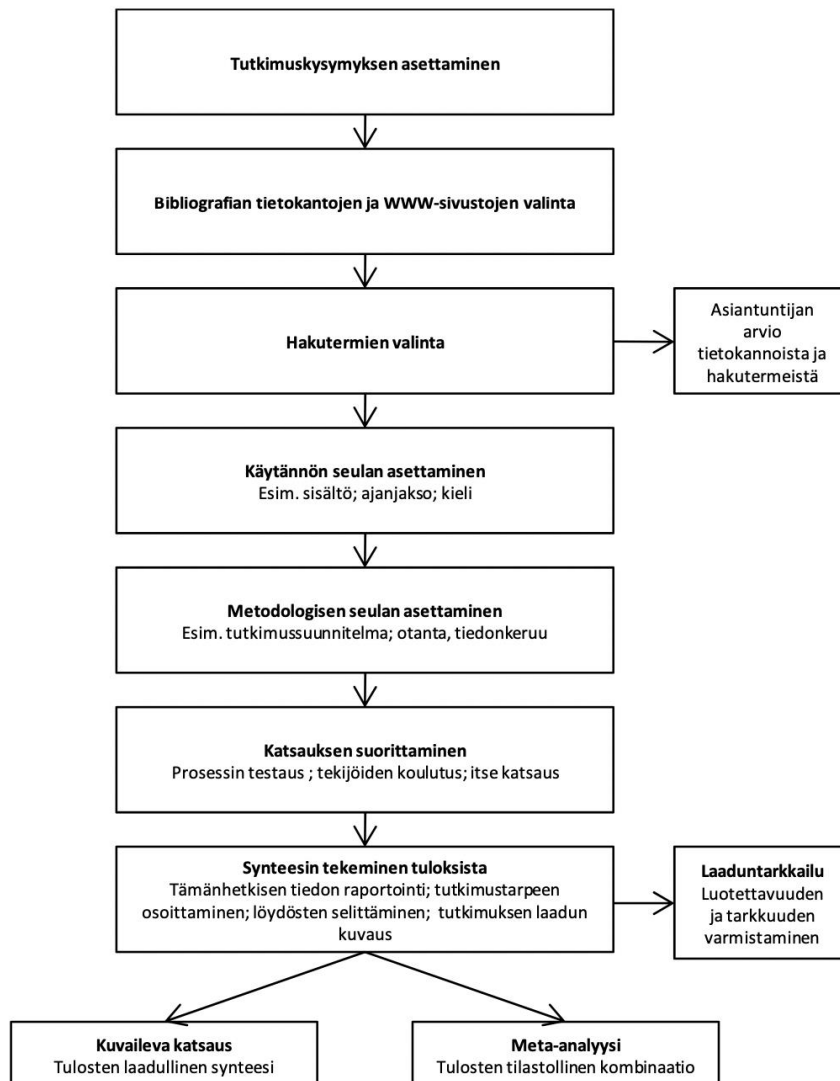 Tutkimuskysymyksen asettaminen
Bibliografian tietokantojen ja WWW-sivustojen valinta
Hakutermien valinta
Asiantuntijan
arvio
tietokannoista ja
hakutermeistä
Käytännön seulan asettaminen
Esim. sisältö; ajanjakso; kieli
Metodologisen seulan asettaminen
Esim. tutkimussuunnitelma; otanta, tiedonkeruu
Katsauksen suorittaminen
Prosessin testaus ; tekijöiden koulutus; itse katsaus
Synteesin tekeminen tuloksista
Tämänhetkisen tiedon raportointi; tutkimustarpeen
osoittaminen; löydösten selittäminen; tutkimuksen laadun
kuvaus
Laaduntarkkailu
Luotettavuuden
ja tarkkuuden
varmistaminen
Kuvaileva katsaus
Tulosten laadullinen synteesi
Meta-analyysi
Tulosten tilastollinen kombinaatio